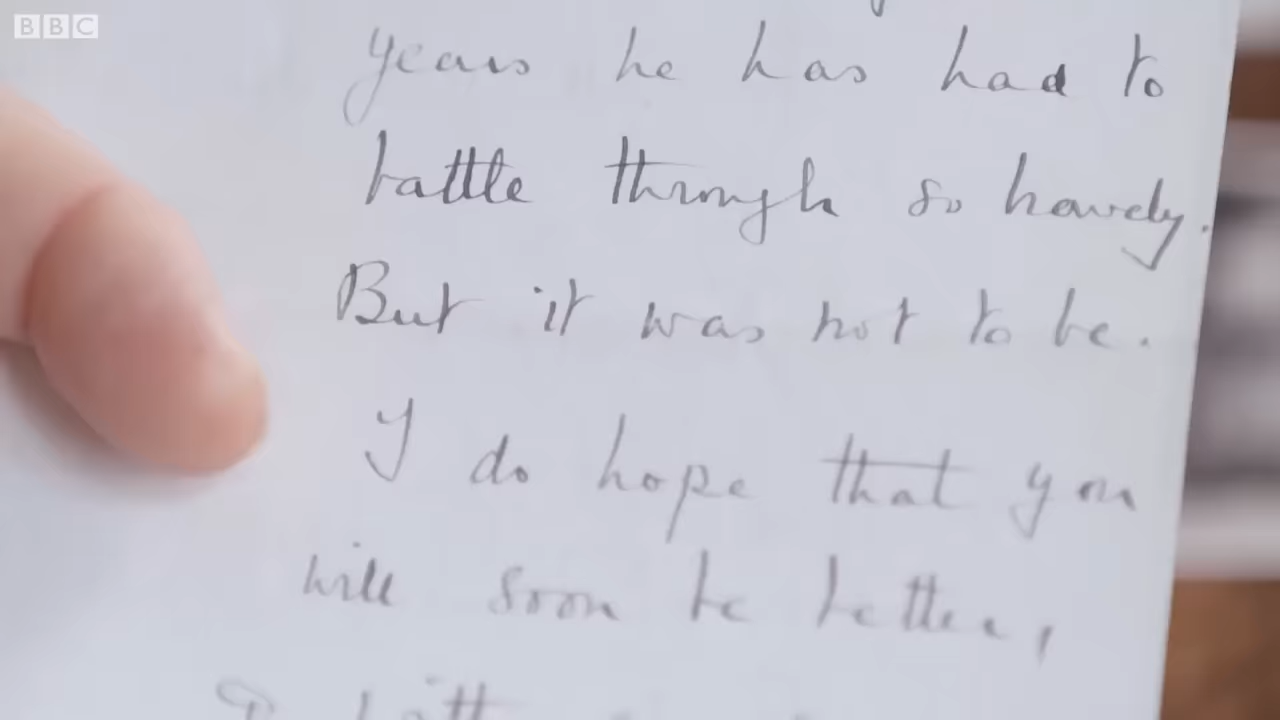 BBC
years he has had to
battle through so hardly.
But it was not to be.
I do hope that you
will soon be better,